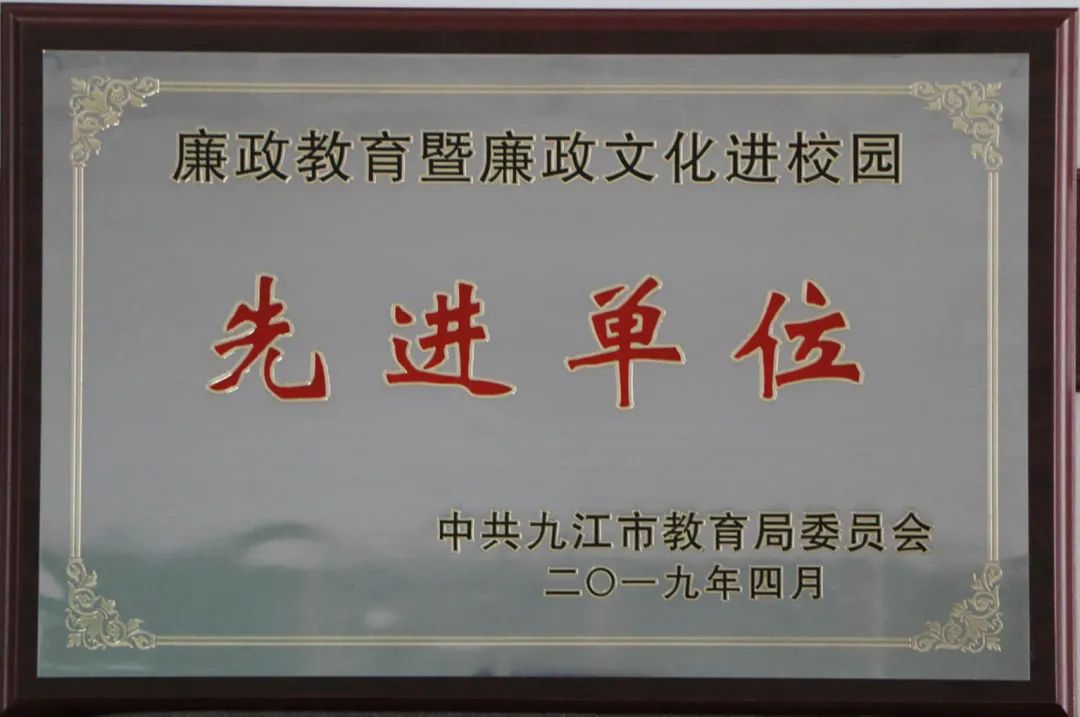 廉政教育暨廉政文化进校园
先进单位
中共九江市教育局委员会
二〇一九年四月